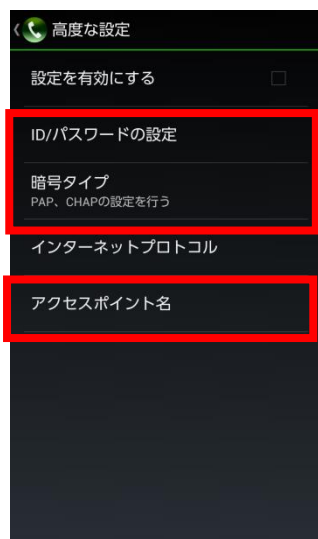 高度な設定
設定を有効にする
ID/パスワードの設定
暗号タイプ
PAP、CHAPの設定を行う
インターネットプロトコル
アクセスポイント名